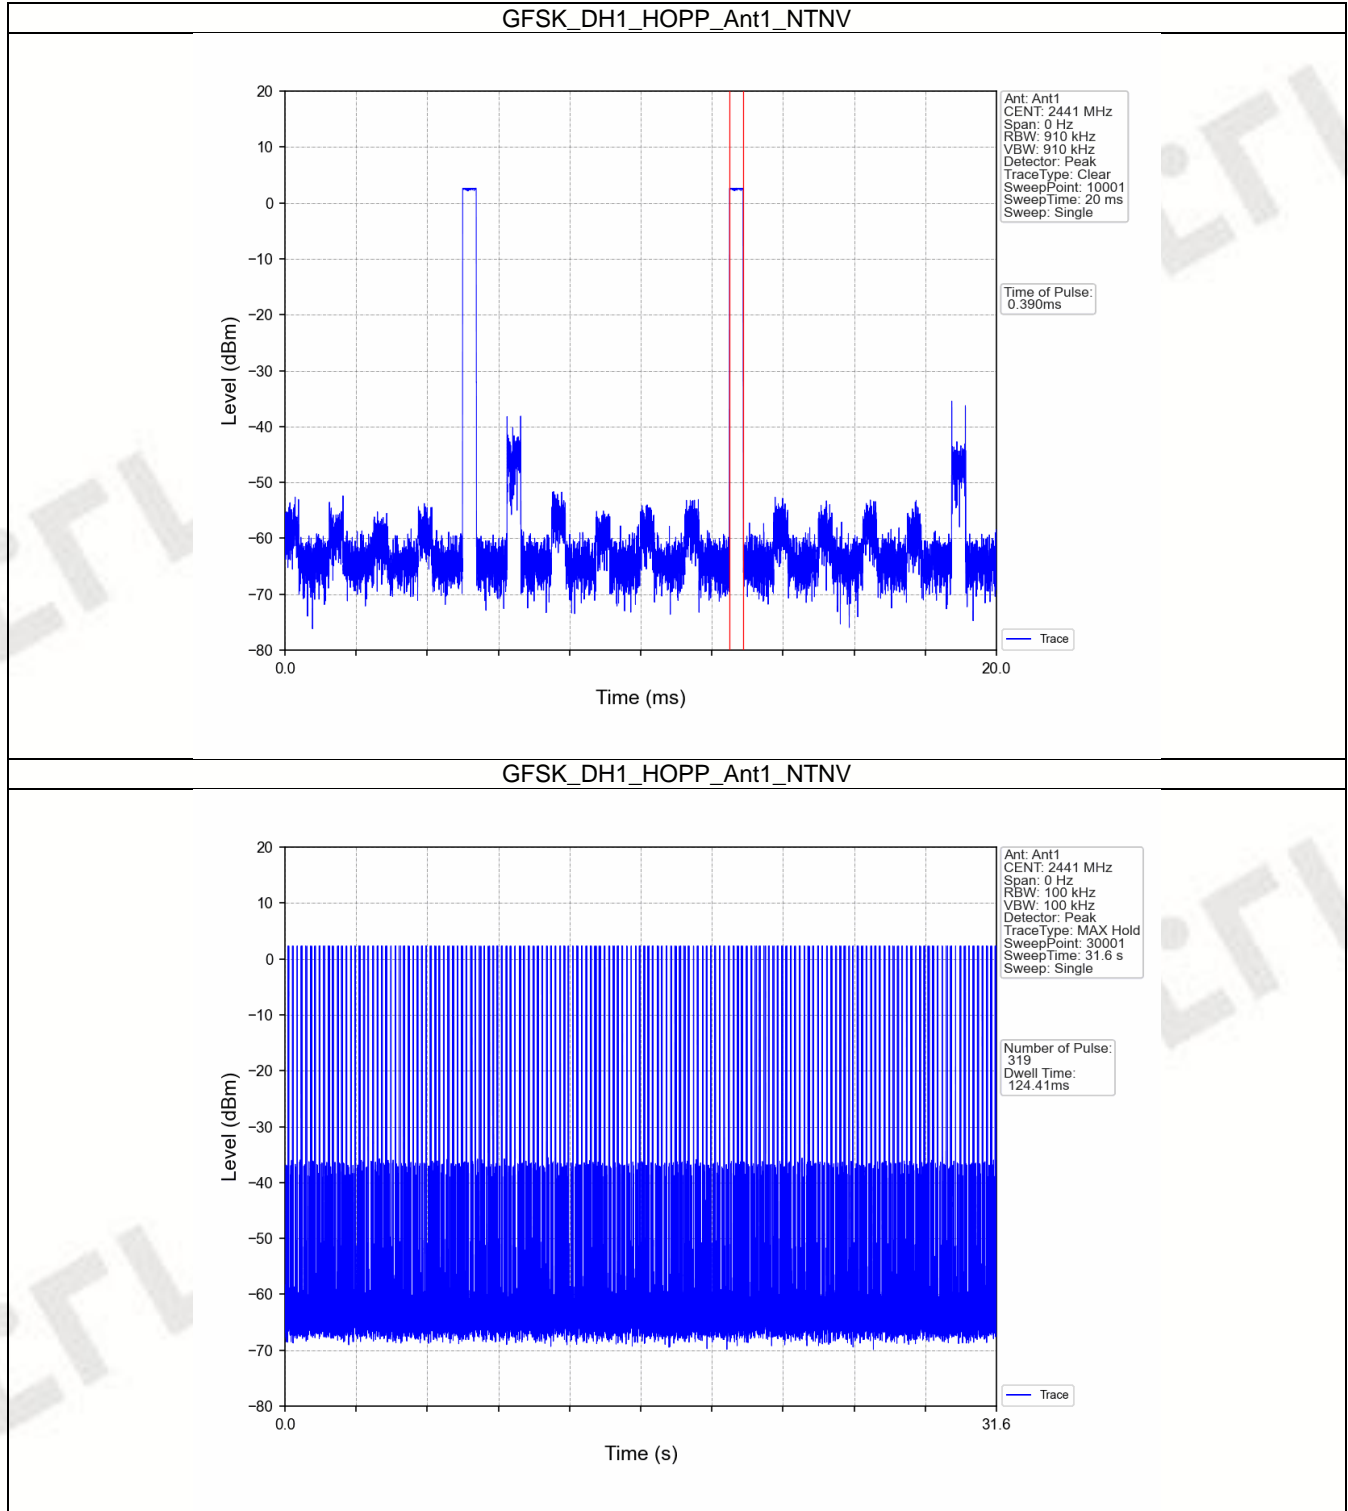 GFSK_DH1_HOPP_Ant1_NTNV
20
10
0
−10
−20
−30
−40
−50
−60
−70
−80
Level (dBm)
0.0
20.0
Time (ms)
Ant: Ant1
CENT: 2441 MHz
Span: 0 Hz
RBW: 910 kHz
VBW: 910 kHz
Detector: Peak
TraceType: Clear
SweepPoint: 10001
SweepTime: 20 ms
Sweep: Single
Time of Pulse:
0.390ms
Trace
GFSK_DH1_HOPP_Ant1_NTNV
20
10
0
−10
−20
−30
−40
−50
−60
−70
−80
Level (dBm)
0.0
31.6
Time (s)
Ant: Ant1
CENT: 2441 MHz
Span: 0 Hz
RBW: 100 kHz
VBW: 100 kHz
Detector: Peak
TraceType: MAX Hold
SweepPoint: 30001
SweepTime: 31.6 s
Sweep: Single
Number of Pulse:
319
Dwell Time:
124.41ms
Trace